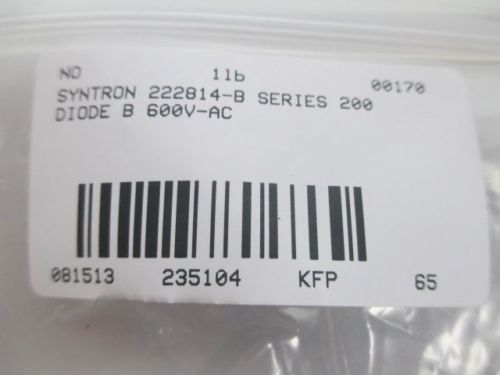 NO 1lb 00170
SYNTRON 222814-B SERIES 200
DIODE B 600V-AC
081513 235104 KFP 65